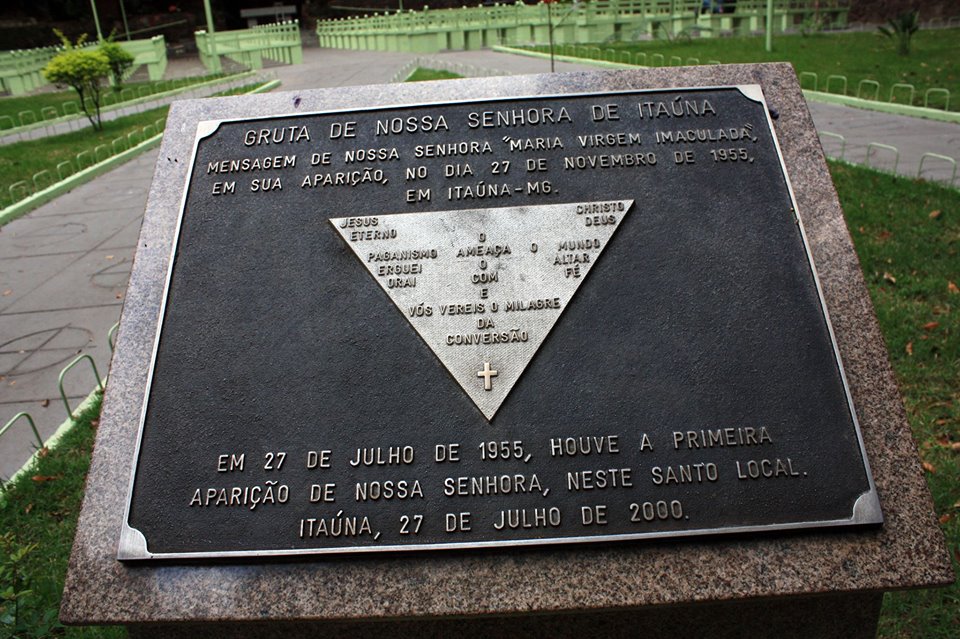 GRUTA DE NOSSA SENHORA DE ITAÚNA
MENSAGEM DE NOSSA SENHORA "MARIA VIRGEM IMACULADA",
EM SUA APARIÇÃO, NO DIA 27 DE NOVEMBRO DE 1955,
EM ITAÚNA-MG.
JESUS CHRISTO
ETERNO DEUS
O
PAGANISMO AMEAÇA O MUNDO
ERGUEI O ALTAR
ORAI COM FÉ
E
VÓS VEREIS O MILAGRE
DA
CONVERSÃO
EM 27 DE JULHO DE 1955, HOUVE A PRIMEIRA
APARIÇÃO DE NOSSA SENHORA, NESTE SANTO LOCAL.
ITAÚNA, 27 DE JULHO DE 2000.